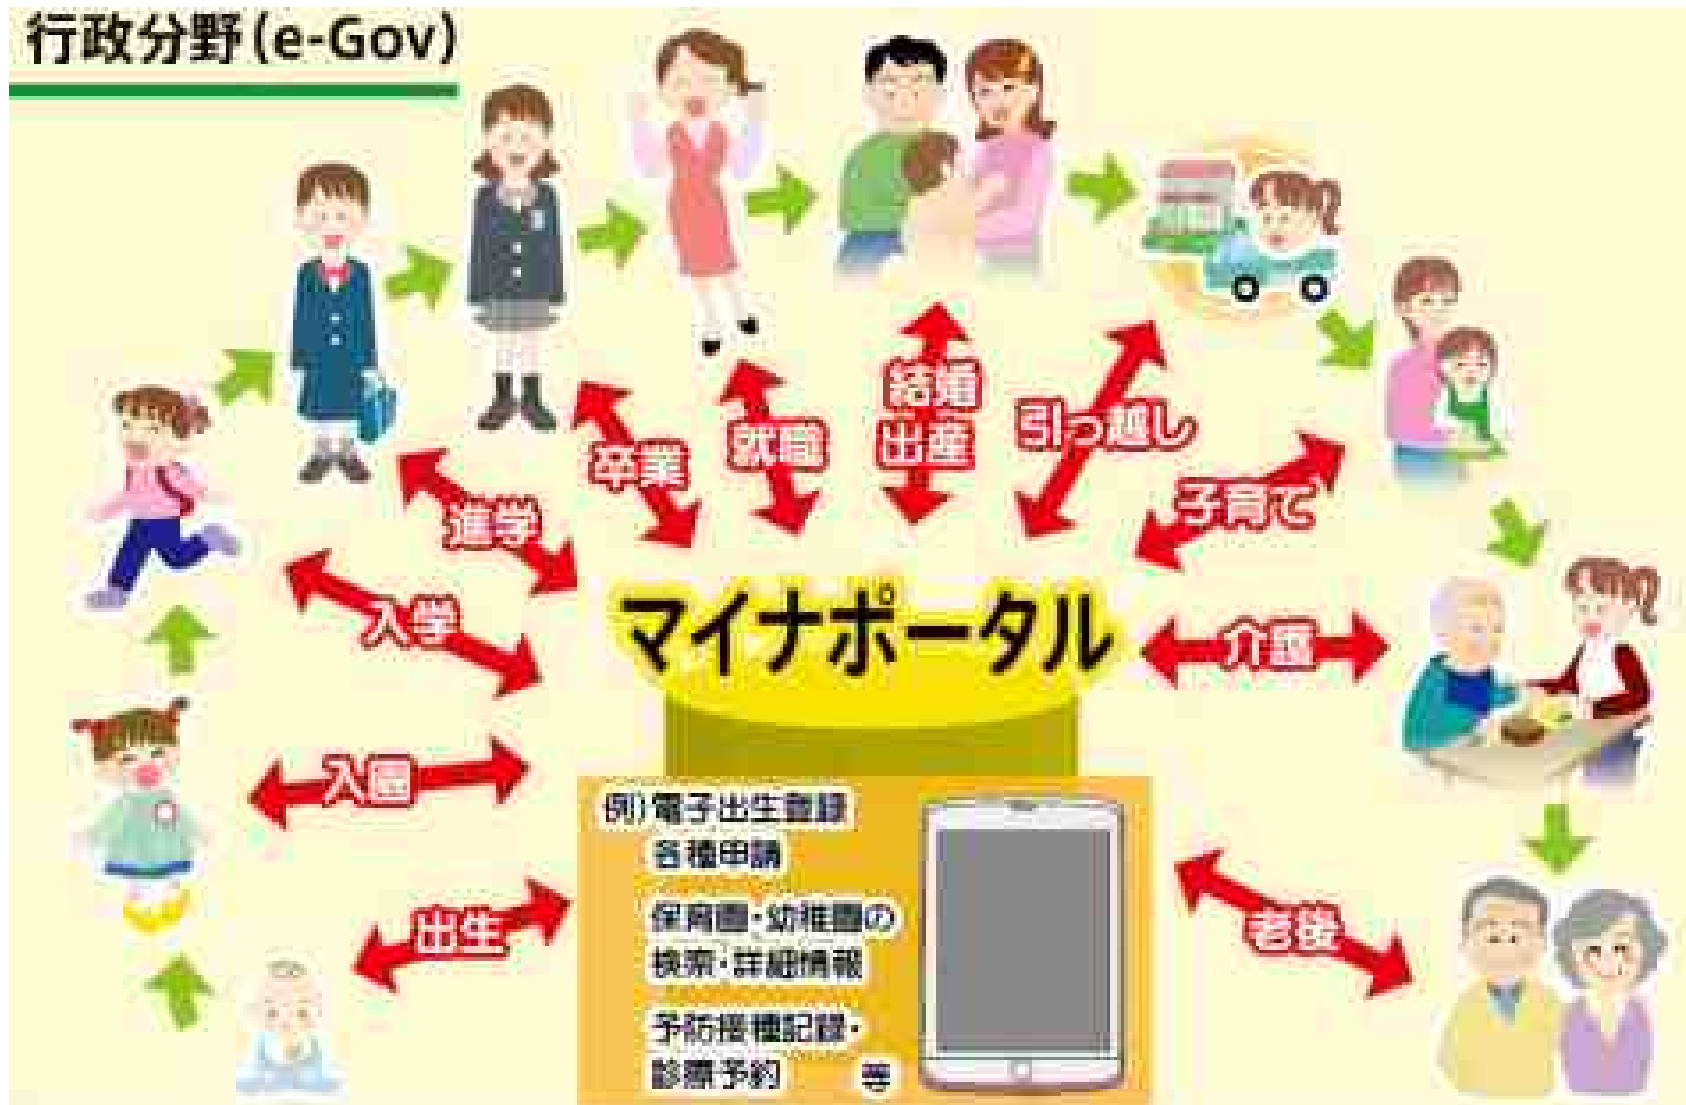 行政分野(e-Gov)
結婚
出産
引っ越し
就職
卒業
子育て
進学
入学
マイナポータル
介護
入園
例)電子出生登録
各種申請
保育園・幼稚園の
検索・詳細情報
予防接種記録・
診療予約 等
出生
老後